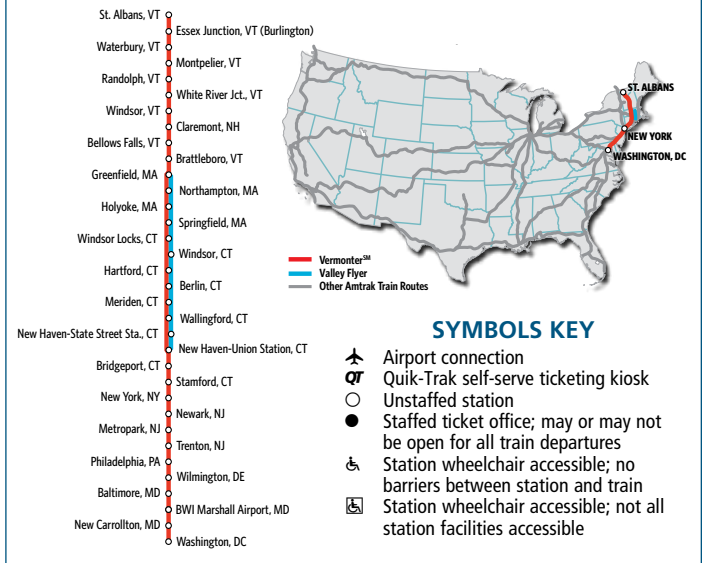 St. Albans, VT
Essex Junction, VT (Burlington)
Waterbury, VT
Montpelier, VT
Randolph, VT
White River Jct., VT
Windsor, VT
Claremont, NH
Bellows Falls, VT
Brattleboro, VT
Greenfield, MA
Northampton, MA
Holyoke, MA
Springfield, MA
Windsor Locks, CT
Windsor, CT
Hartford, CT
Berlin, CT
Meriden, CT
Wallingford, CT
New Haven-State Street Sta., CT
New Haven-Union Station, CT
Bridgeport, CT
Stamford, CT
New York, NY
Newark, NJ
Metropark, NJ
Trenton, NJ
Philadelphia, PA
Wilmington, DE
Baltimore, MD
BWI Marshall Airport, MD
New Carrollton, MD
Washington, DC
ST. ALBANS
NEW YORK
WASHINGTON, DC
Vermonter℠
Valley Flyer
Other Amtrak Train Routes
SYMBOLS KEY
Airport connection
QT Quik-Trak self-serve ticketing kiosk
Unstaffed station
Staffed ticket office; may or may not
be open for all train departures
Station wheelchair accessible; no
barriers between station and train
Station wheelchair accessible; not all
station facilities accessible